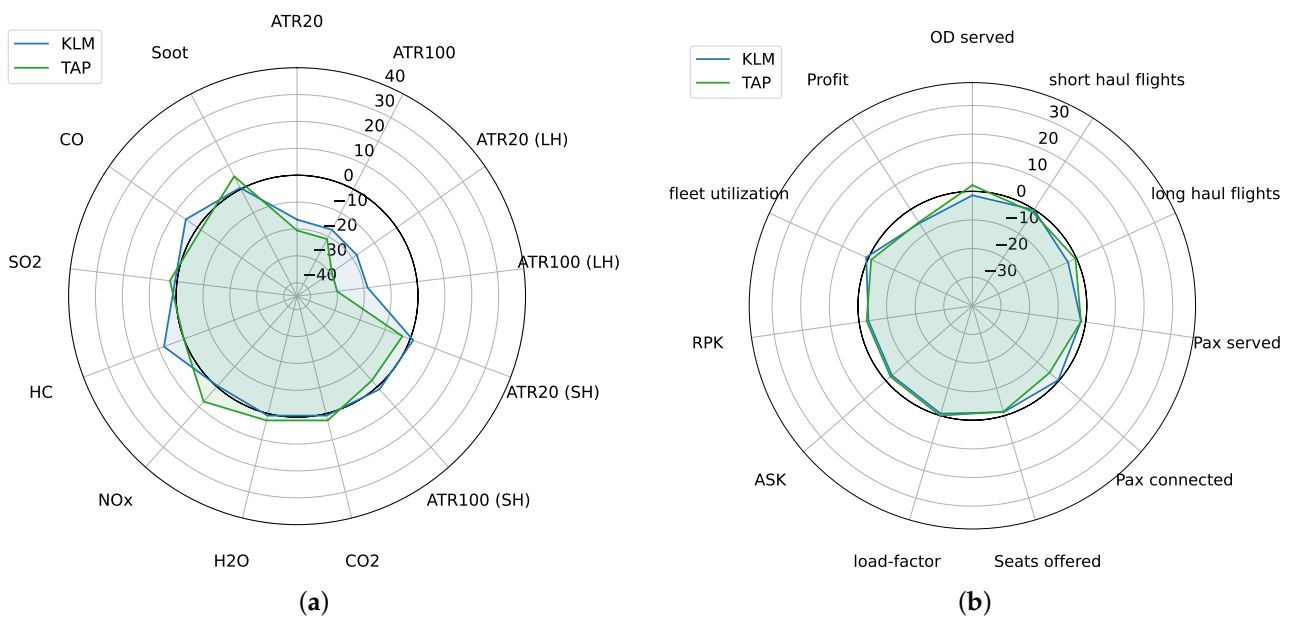 KLM
TAP
ATR20
ATR100
ATR20 (LH)
ATR100 (LH)
ATR20 (SH)
ATR100 (SH)
CO2
H2O
NOx
HC
SO2
CO
Soot
40
30
20
10
0
−10
−20
−30
−40
(a)
KLM
TAP
OD served
short haul flights
long haul flights
Pax served
Pax connected
Seats offered
load-factor
ASK
RPK
fleet utilization
Profit
30
20
10
0
−10
−20
−30
(b)